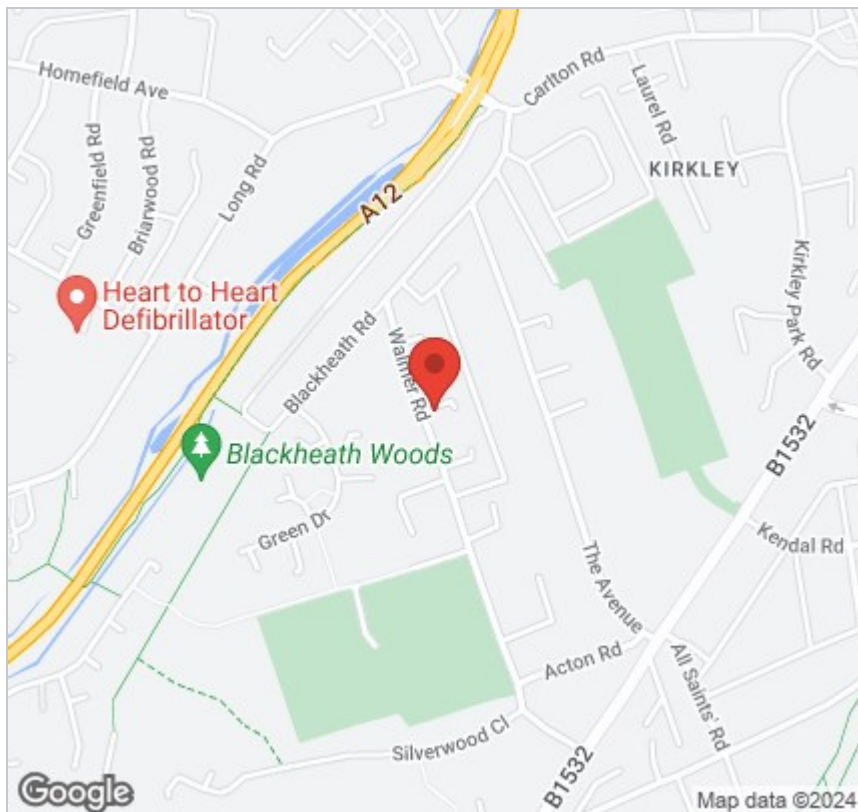 Homefield Ave
Greenfield Rd
Briarwood Rd
Long Rd
A12
Carlton Rd
Laurel Rd
KIRKLEY
Kirkley Park Rd
Heart to Heart
Defibrillator
Blackheath Rd
Walmer Rd
Blackheath Woods
B1532
Green Dr
Kendal Rd
The Avenue
Acton Rd
All Saints' Rd
Silverwood Cl
B1532
Google
Map data ©2024